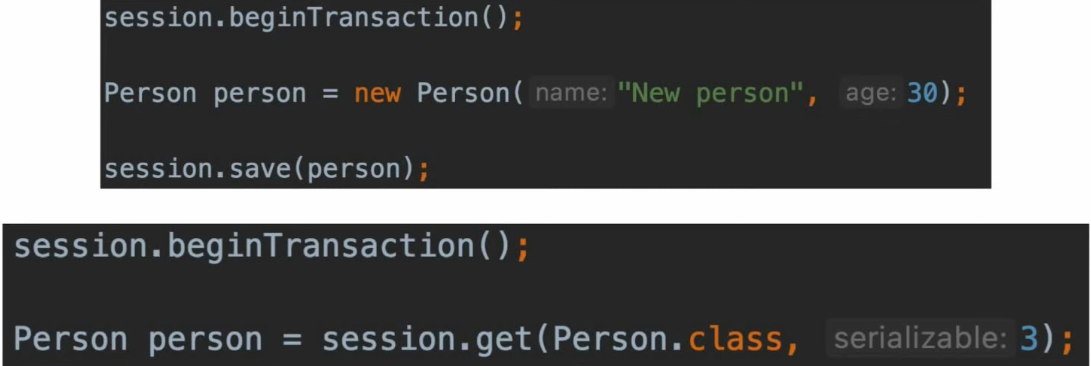 session.beginTransaction();
Person person = new Person( name: "New person", age: 30);
session.save(person);
session.beginTransaction();
Person person = session.get(Person.class, serializable: 3);